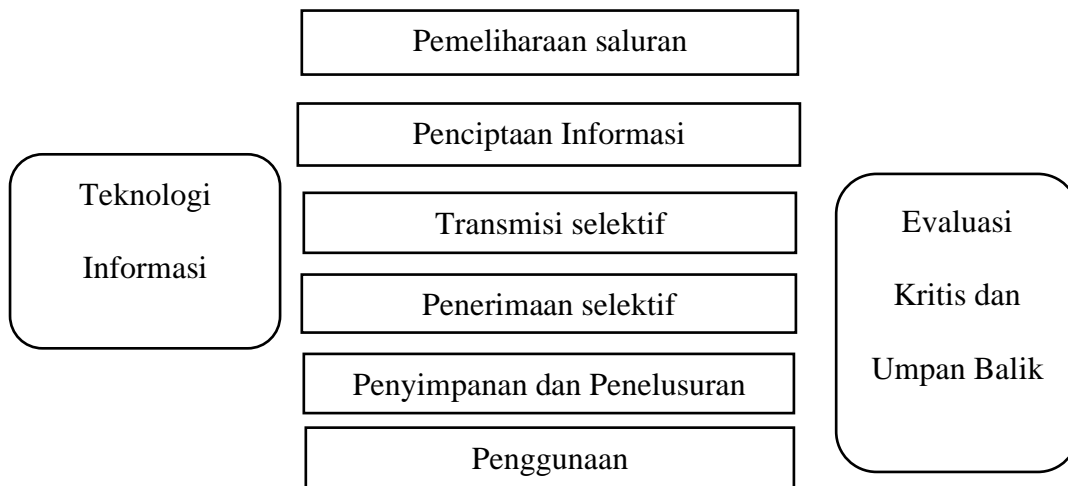 Pemeliharaan saluran
Penciptaan Informasi
Teknologi
Informasi
Transmisi selektif
Penerimaan selektif
Penyimpanan dan Penelusuran
Penggunaan
Evaluasi
Kritis dan
Umpan Balik